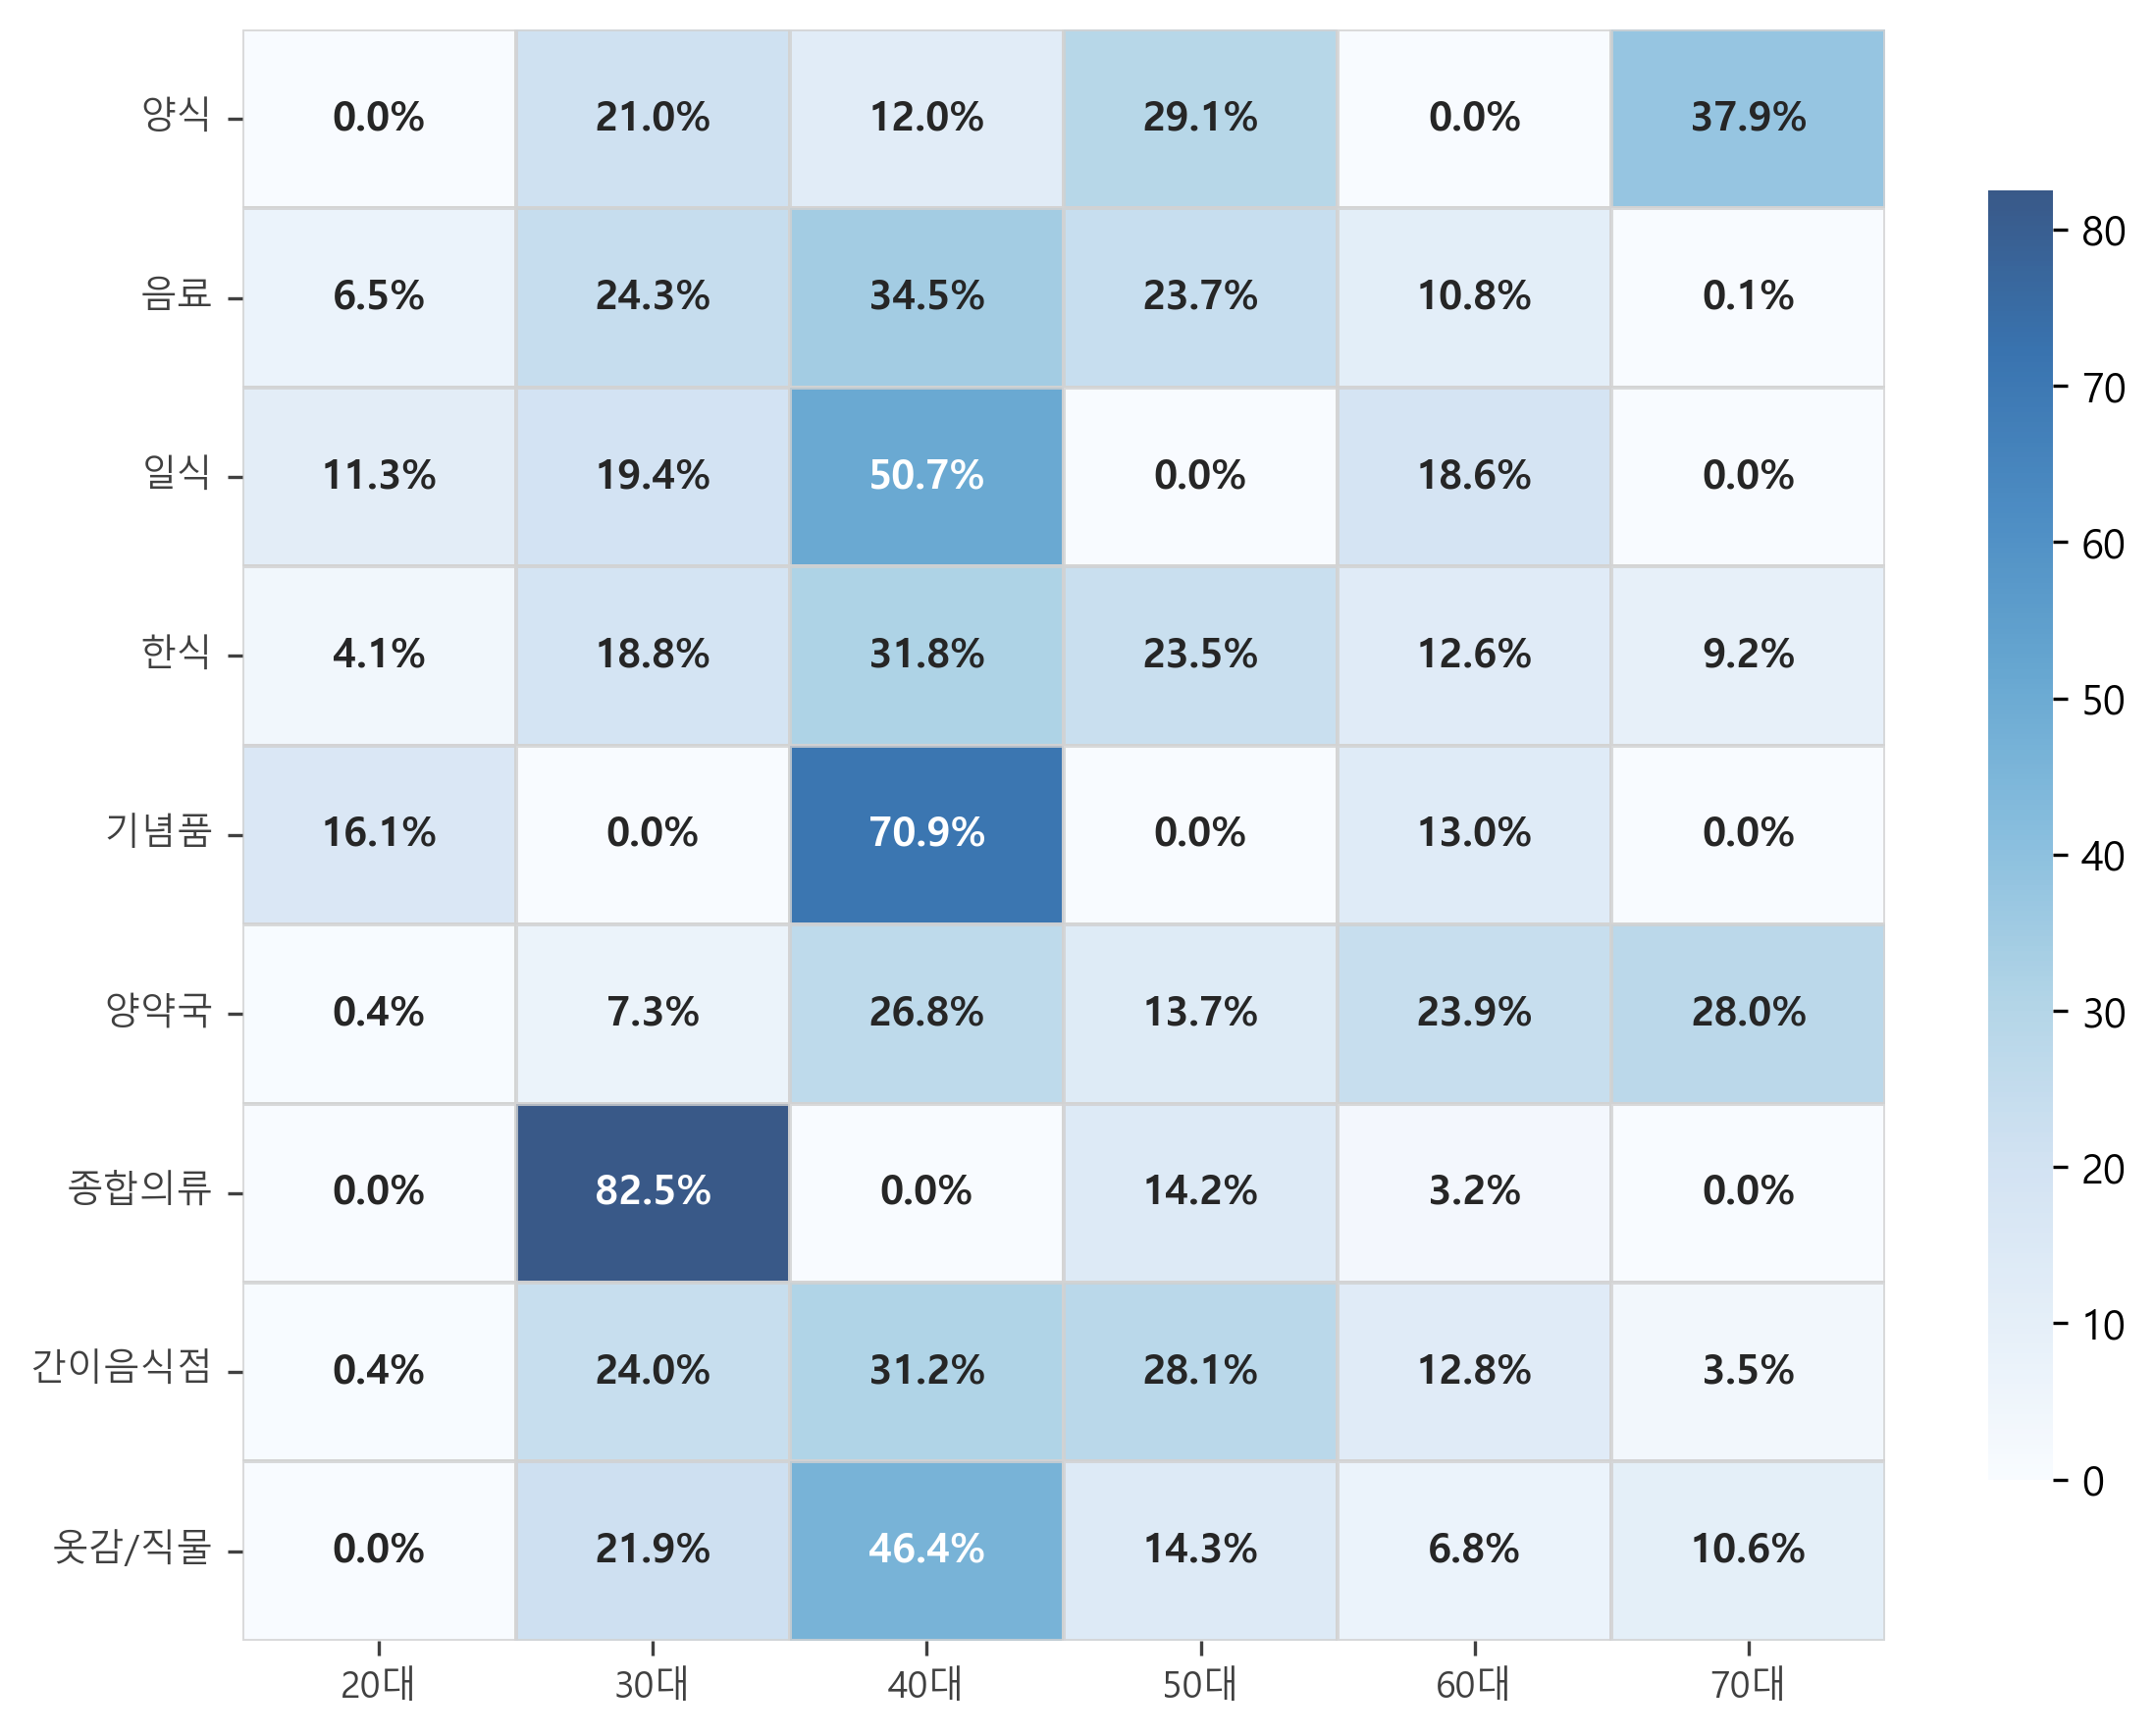 양식 0.0% 21.0% 12.0% 29.1% 0.0% 37.9%
음료 6.5% 24.3% 34.5% 23.7% 10.8% 0.1%
일식 11.3% 19.4% 50.7% 0.0% 18.6% 0.0%
한식 4.1% 18.8% 31.8% 23.5% 12.6% 9.2%
기념품 16.1% 0.0% 70.9% 0.0% 13.0% 0.0%
양약국 0.4% 7.3% 26.8% 13.7% 23.9% 28.0%
종합의류 0.0% 82.5% 0.0% 14.2% 3.2% 0.0%
간이음식점 0.4% 24.0% 31.2% 28.1% 12.8% 3.5%
옷감/직물 0.0% 21.9% 46.4% 14.3% 6.8% 10.6%
20대 30대 40대 50대 60대 70대
80
70
60
50
40
30
20
10
0